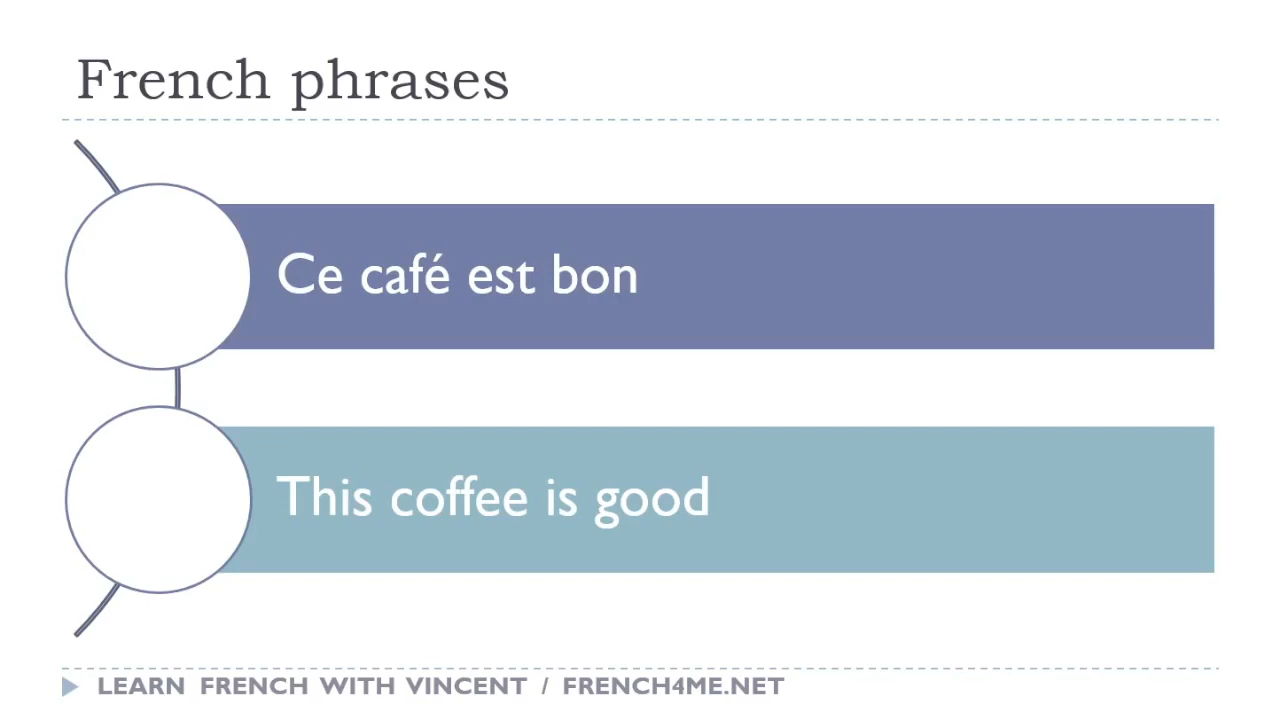 French phrases
Ce café est bon
This coffee is good
LEARN FRENCH WITH VINCENT / FRENCH4ME.NET